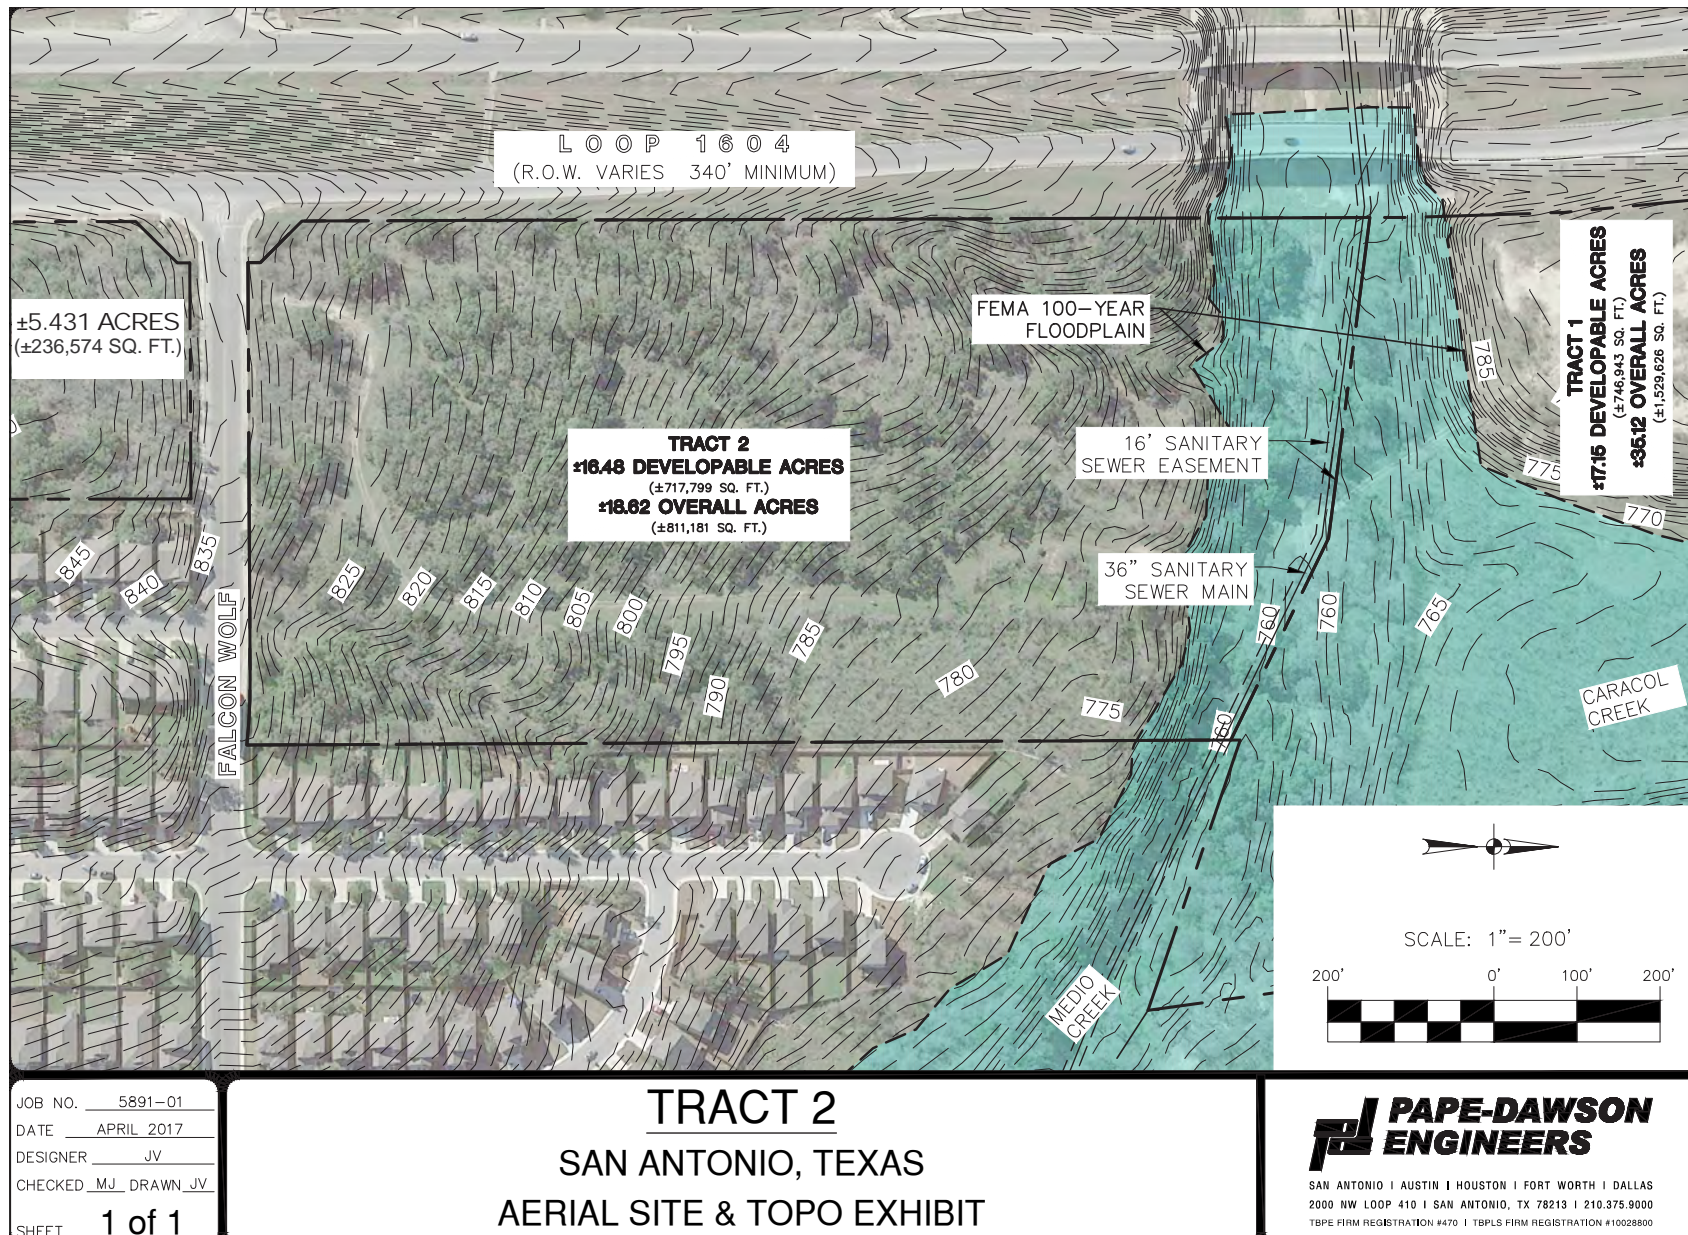 LOOP 1604
(R.O.W. VARIES 340' MINIMUM)
±5.431 ACRES
(±236,574 SQ. FT.)
FEMA 100-YEAR
FLOODPLAIN
TRACT 1
±17.15 DEVELOPABLE ACRES
(±746,943 SQ. FT.)
±35.12 OVERALL ACRES
(±1,529,626 SQ. FT.)
785
775
770
TRACT 2
±16.48 DEVELOPABLE ACRES
(±717,799 SQ. FT.)
±18.62 OVERALL ACRES
(±811,181 SQ. FT.)
16' SANITARY
SEWER EASEMENT
36" SANITARY
SEWER MAIN
845
840
835
825
820
815
810
805
800
795
790
785
780
775
760
760
760
765
FALCON WOLF
CARACOL
CREEK
MEDIO
CREEK
SCALE: 1"= 200'
200' 0' 100' 200'
JOB NO. 5891-01
DATE APRIL 2017
DESIGNER JV
CHECKED MJ DRAWN JV
SHEET 1 of 1
TRACT 2
SAN ANTONIO, TEXAS
AERIAL SITE & TOPO EXHIBIT
PAPE-DAWSON
ENGINEERS
SAN ANTONIO | AUSTIN | HOUSTON | FORT WORTH | DALLAS
2000 NW LOOP 410 | SAN ANTONIO, TX 78213 | 210.375.9000
TBPE FIRM REGISTRATION #470 | TBPLS FIRM REGISTRATION #10028800